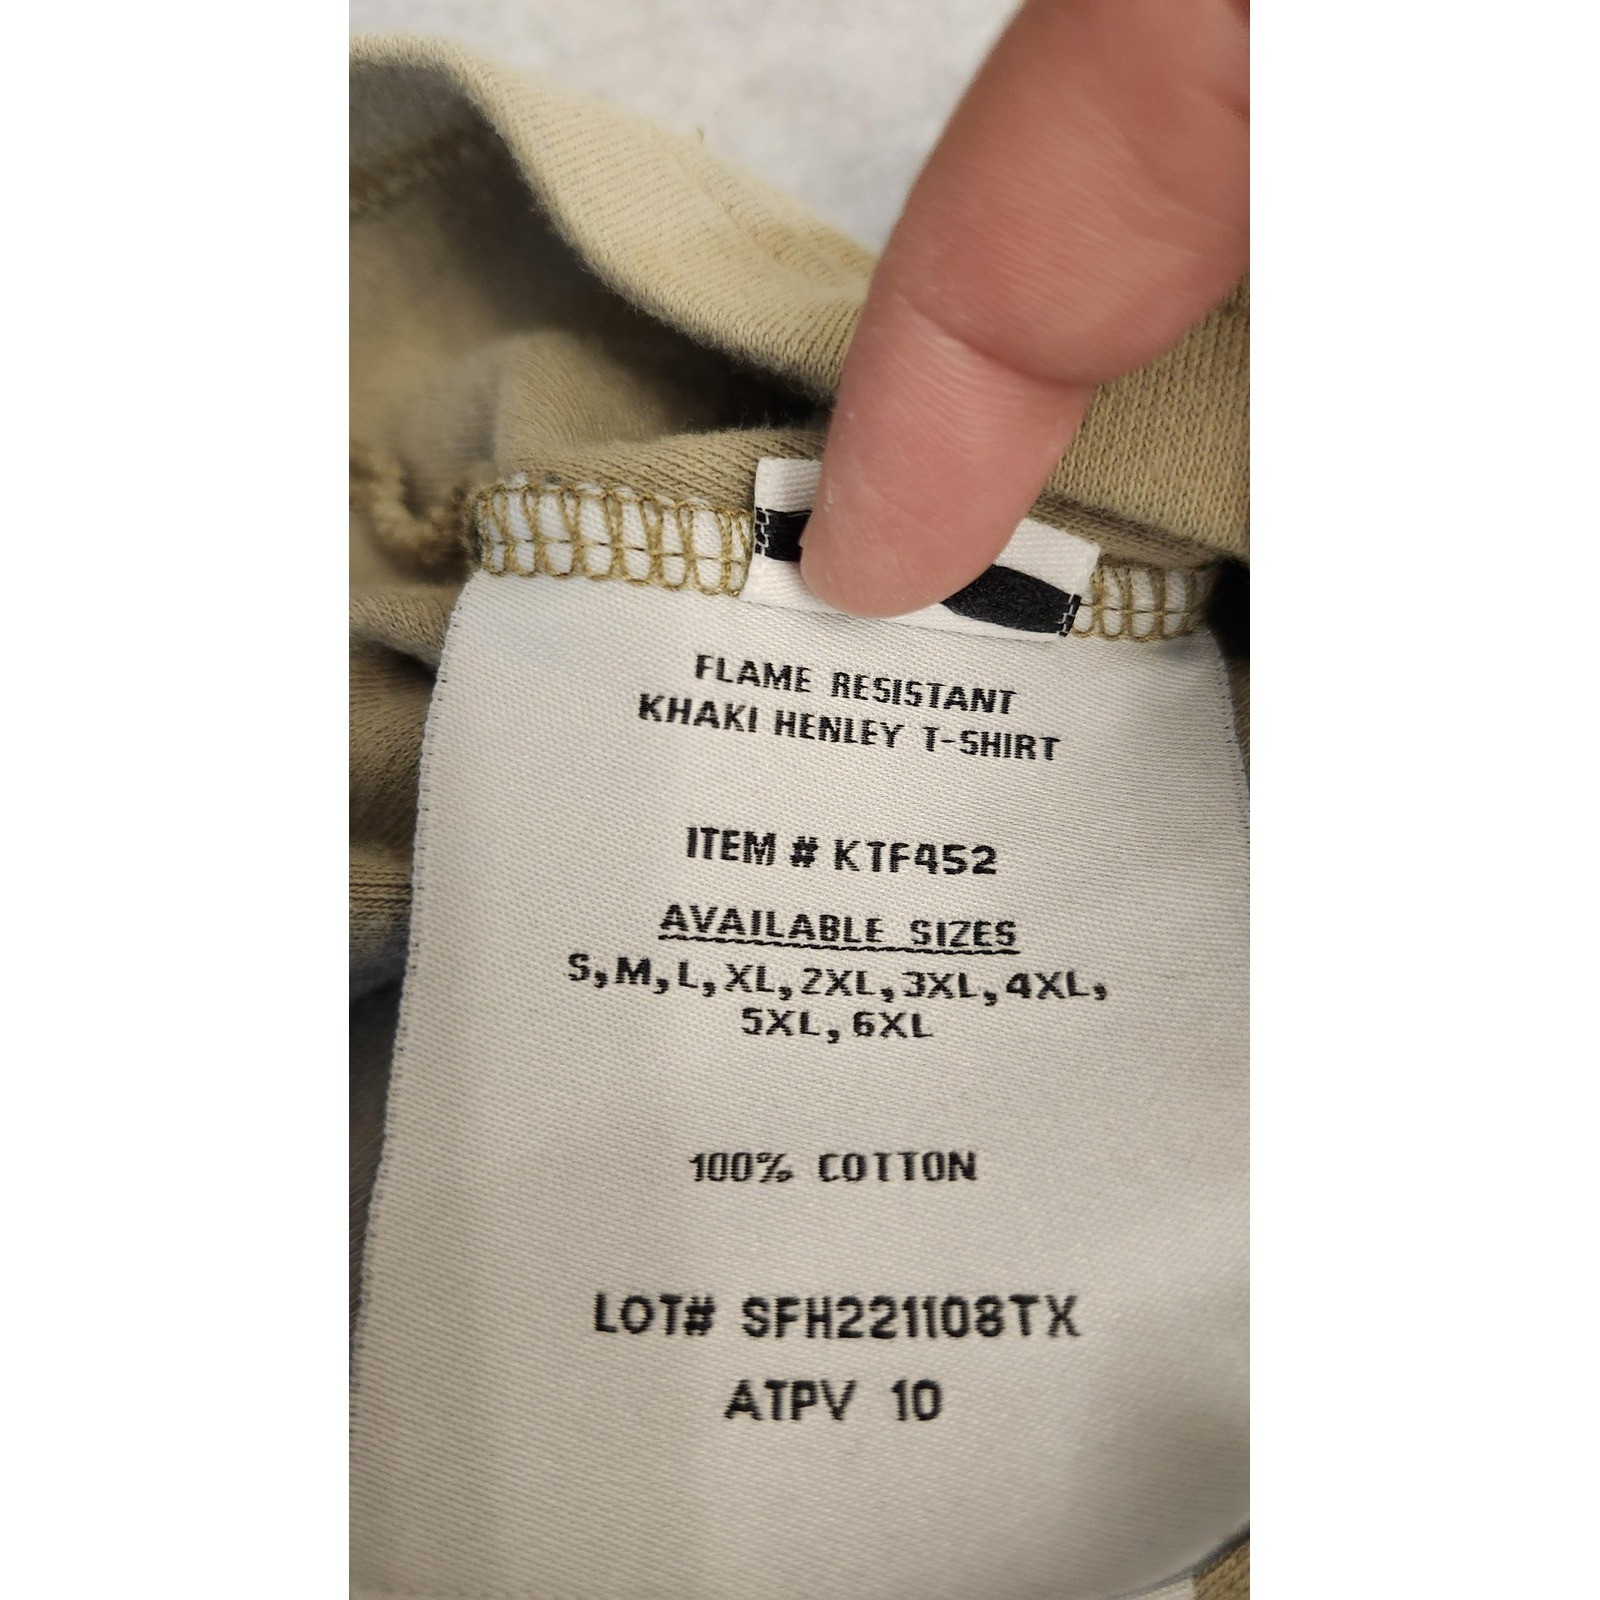 FLAME RESISTANT
KHAKI HENLEY T-SHIRT
ITEM # KTF452
AVAILABLE SIZES
S,M,L,XL,2XL,3XL,4XL,
5XL,6XL
100% COTTON
LOT# SFH221108TX
ATPV 10